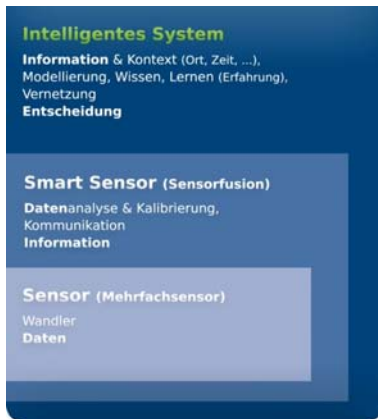 Intelligentes System
Information & Kontext (Ort, Zeit, ...),
Modellierung, Wissen, Lernen (Erfahrung),
Vernetzung
Entscheidung
Smart Sensor (Sensorfusion)
Datenanalyse & Kalibrierung,
Kommunikation
Information
Sensor (Mehrfachsensor)
Wandler
Daten